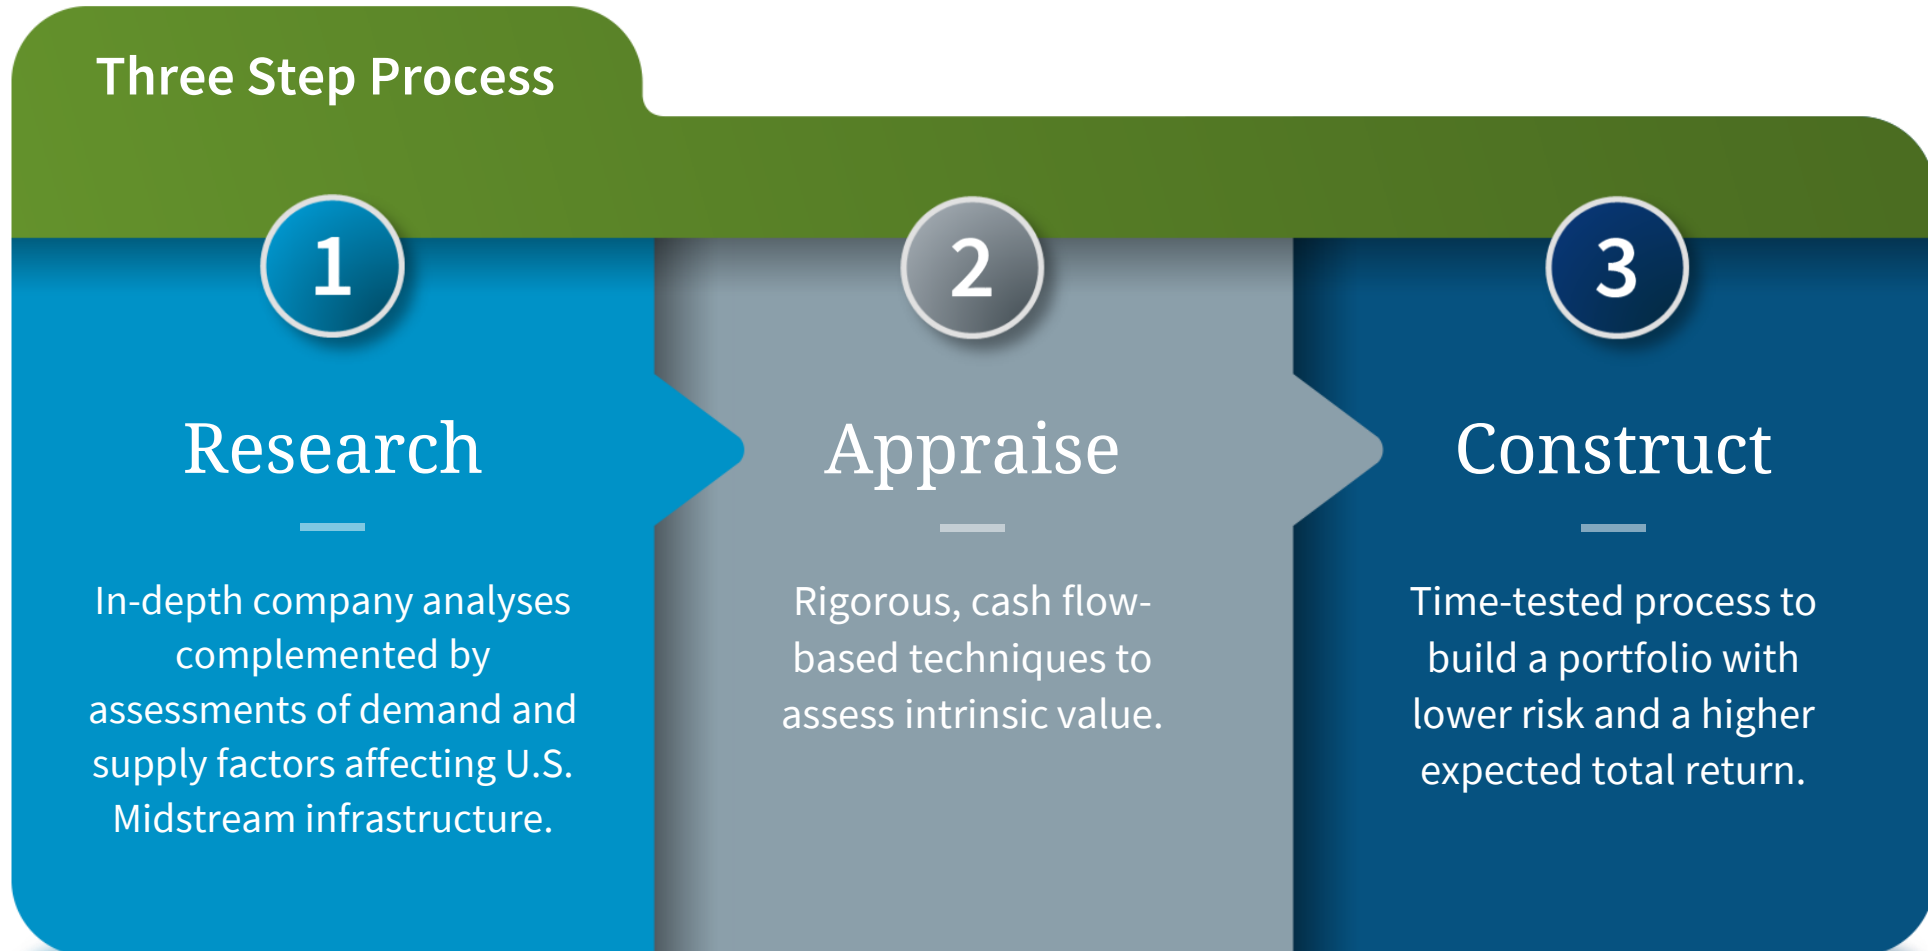 Three Step Process
1
Research
In-depth company analyses
complemented by
assessments of demand and
supply factors affecting U.S.
Midstream infrastructure.
2
Appraise
Rigorous, cash flow-
based techniques to
assess intrinsic value.
3
Construct
Time-tested process to
build a portfolio with
lower risk and a higher
expected total return.